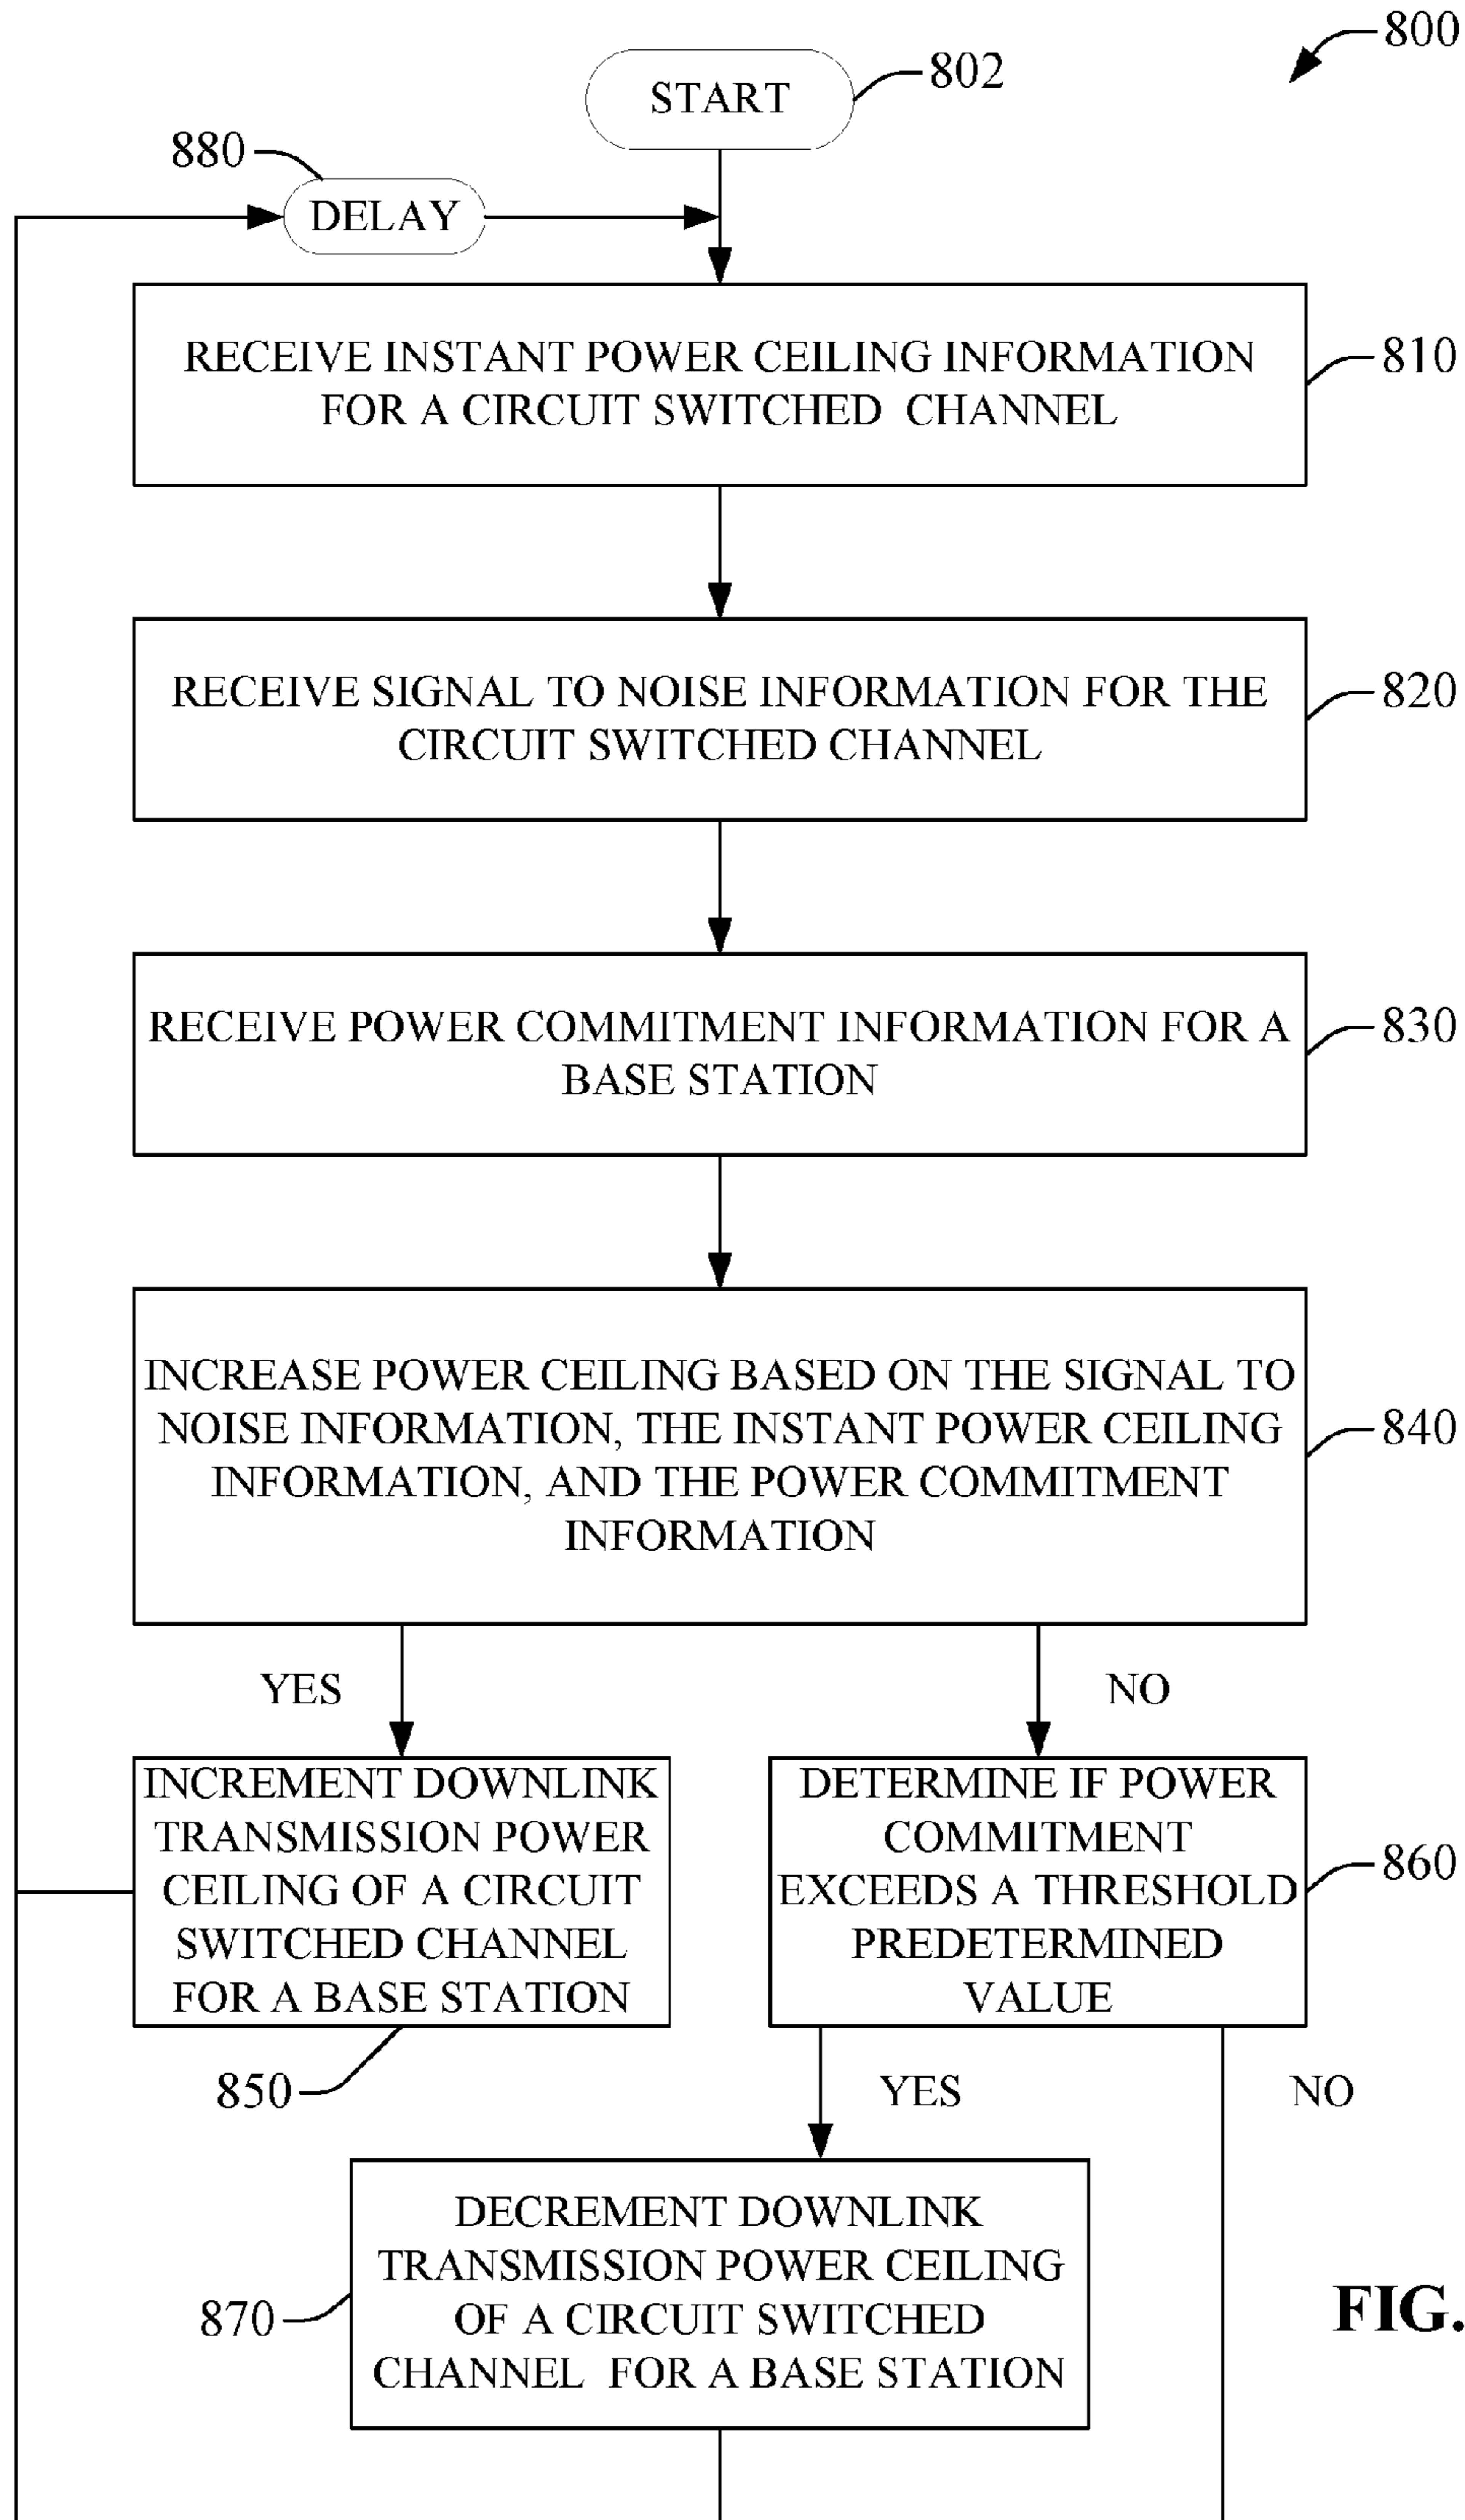 800
START
802
880
DELAY
RECEIVE INSTANT POWER CEILING INFORMATION
FOR A CIRCUIT SWITCHED CHANNEL
810
RECEIVE SIGNAL TO NOISE INFORMATION FOR THE
CIRCUIT SWITCHED CHANNEL
820
RECEIVE POWER COMMITMENT INFORMATION FOR A
BASE STATION
830
INCREASE POWER CEILING BASED ON THE SIGNAL TO
NOISE INFORMATION, THE INSTANT POWER CEILING
INFORMATION, AND THE POWER COMMITMENT
INFORMATION
840
YES
NO
INCREMENT DOWNLINK
TRANSMISSION POWER
CEILING OF A CIRCUIT
SWITCHED CHANNEL
FOR A BASE STATION
850
DETERMINE IF POWER
COMMITMENT
EXCEEDS A THRESHOLD
PREDETERMINED
VALUE
860
YES
NO
DECREMENT DOWNLINK
TRANSMISSION POWER CEILING
OF A CIRCUIT SWITCHED
CHANNEL FOR A BASE STATION
870
FIG.